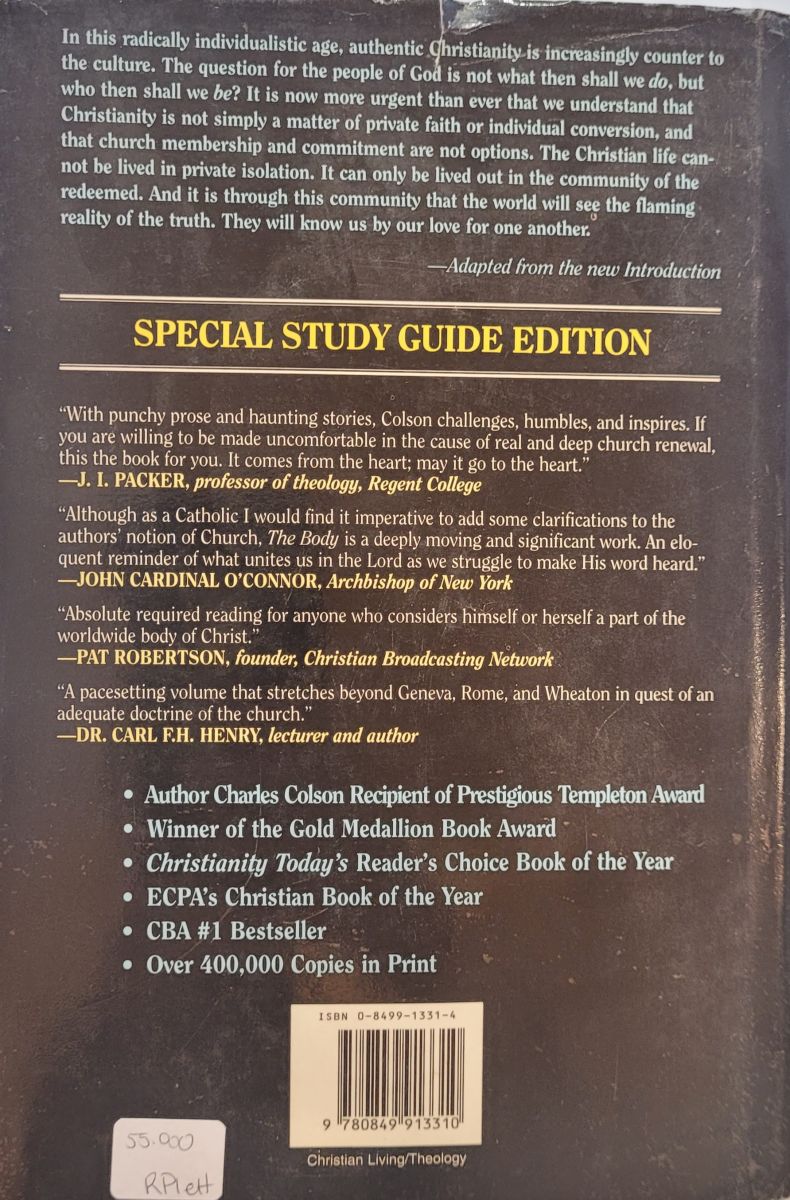 In this radically individualistic age, authentic Christianity is increasingly counter to
the culture. The question for the people of God is not what then shall we do, but
who then shall we be? It is now more urgent than ever that we understand that
Christianity is not simply a matter of private faith or individual conversion, and
that church membership and commitment are not options. The Christian life can-
not be lived in private isolation. It can only be lived out in the community of the
redeemed. And it is through this community that the world will see the flaming
reality of the truth. They will know us by our love for one another.
—Adapted from the new Introduction
SPECIAL STUDY GUIDE EDITION
“With punchy prose and haunting stories, Colson challenges, humbles, and inspires. If
you are willing to be made uncomfortable in the cause of real and deep church renewal,
this the book for you. It comes from the heart; may it go to the heart.”
—J. I. PACKER, professor of theology, Regent College
“Although as a Catholic I would find it imperative to add some clarifications to the
authors’ notion of Church, The Body is a deeply moving and significant work. An elo-
quent reminder of what unites us in the Lord as we struggle to make His word heard.”
—JOHN CARDINAL O’CONNOR, Archbishop of New York
“Absolute required reading for anyone who considers himself or herself a part of the
worldwide body of Christ.”
—PAT ROBERTSON, founder, Christian Broadcasting Network
“A pacesetting volume that stretches beyond Geneva, Rome, and Wheaton in quest of an
adequate doctrine of the church.”
—DR. CARL F.H. HENRY, lecturer and author
• Author Charles Colson Recipient of Prestigious Templeton Award
• Winner of the Gold Medallion Book Award
• Christianity Today’s Reader’s Choice Book of the Year
• ECPA’s Christian Book of the Year
• CBA #1 Bestseller
• Over 400,000 Copies in Print
ISBN 0-8499-1331-4
9 780849 913310
Christian Living/Theology
55.000
RPlett